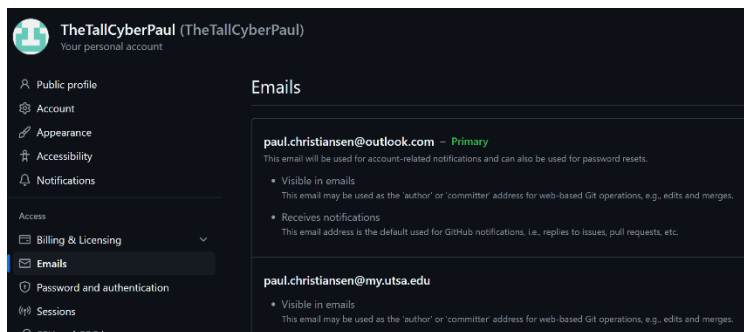 TheTallCyberPaul (TheTallCyberPaul)
Your personal account
Public profile
Account
Appearance
Accessibility
Notifications
Access
Billing & Licensing
Emails
Password and authentication
Sessions
Emails
paul.christiansen@outlook.com – Primary
This email will be used for account-related notifications and can also be used for password resets.
• Visible in emails
This email may be used as the 'author' or 'committer' address for web-based Git operations, e.g., edits and merges.
• Receives notifications
This email address is the default used for GitHub notifications, i.e., replies to issues, pull requests, etc.
paul.christiansen@my.utsa.edu
• Visible in emails
This email may be used as the 'author' or 'committer' address for web-based Git operations, e.g., edits and merges.